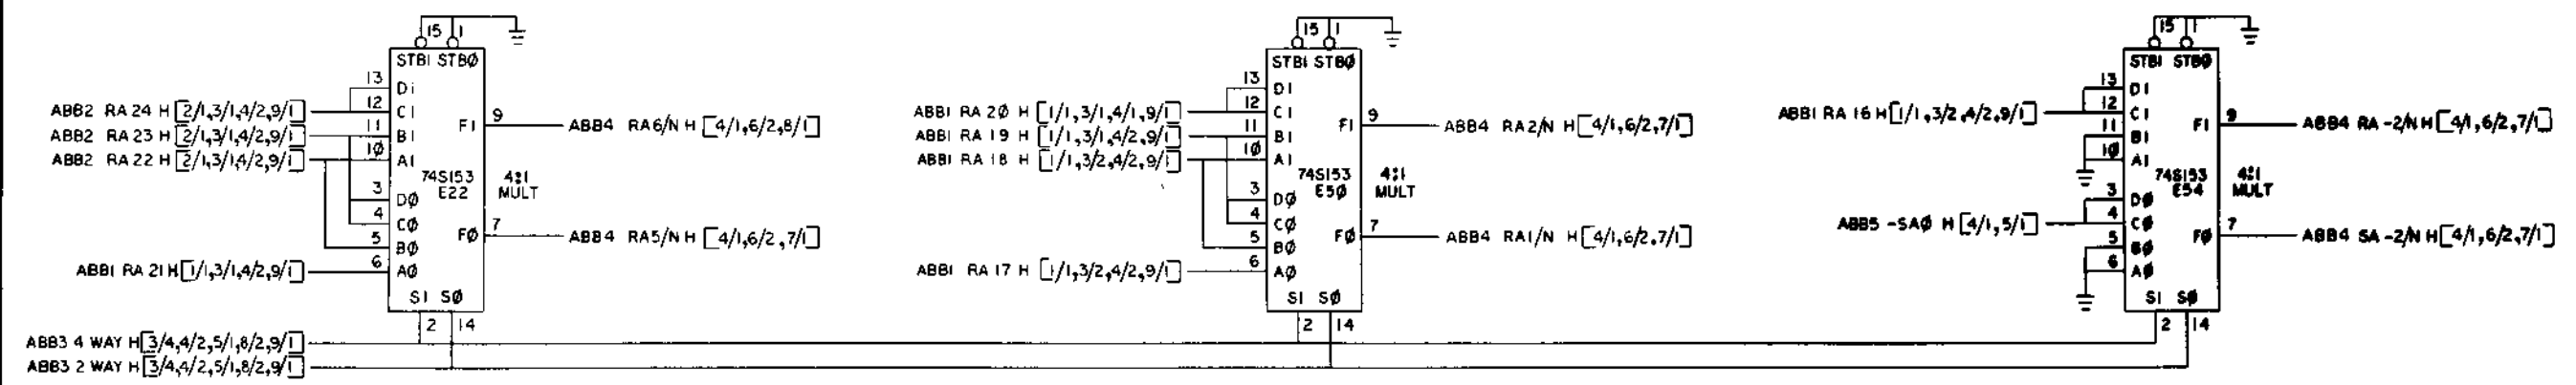 15 1
STB1 STBØ
13 D1
ABB2 RA 24 H [2/1,3/1,4/2,9/1] 12 C1
F1 9 ABB4 RA6/N H [4/1,6/2,8/1]
ABB2 RA 23 H [2/1,3/1,4/2,9/1] 11 B1
ABB2 RA 22 H [2/1,3/1,4/2,9/1] 10 A1
74S153 4:1
E22 MULT
3 DØ
4 CØ
FØ 7 ABB4 RA5/N H [4/1,6/2,7/1]
5 BØ
ABB1 RA 21 H [1/1,3/1,4/2,9/1] 6 AØ
S1 SØ
2 14
15 1
STB1 STBØ
13 D1
ABB1 RA 2Ø H [1/1,3/1,4/1,9/1] 12 C1
F1 9 ABB4 RA2/N H [4/1,6/2,7/1]
ABB1 RA 19 H [1/1,3/1,4/2,9/1] 11 B1
ABB1 RA 18 H [1/1,3/2,4/2,9/1] 1Ø A1
74S153 4:1
E5Ø MULT
3 DØ
4 CØ
FØ 7 ABB4 RA1/N H [4/1,6/2,7/1]
5 BØ
ABB1 RA 17 H [1/1,3/2,4/2,9/1] 6 AØ
S1 SØ
2 14
15 1
STB1 STBØ
13 D1
ABB1 RA 16 H [1/1,3/2,4/2,9/1] 12 C1
F1 9 ABB4 RA -2/N H [4/1,6/2,7/1]
11 B1
1Ø A1
74S153 4:1
E54 MULT
3 DØ
ABB5 -SAØ H [4/1,5/1] 4 CØ
FØ 7 ABB4 SA -2/N H [4/1,6/2,7/1]
5 BØ
6 AØ
S1 SØ
2 14
ABB3 4 WAY H [3/4,4/2,5/1,8/2,9/1]
ABB3 2 WAY H [3/4,4/2,5/1,8/2,9/1]